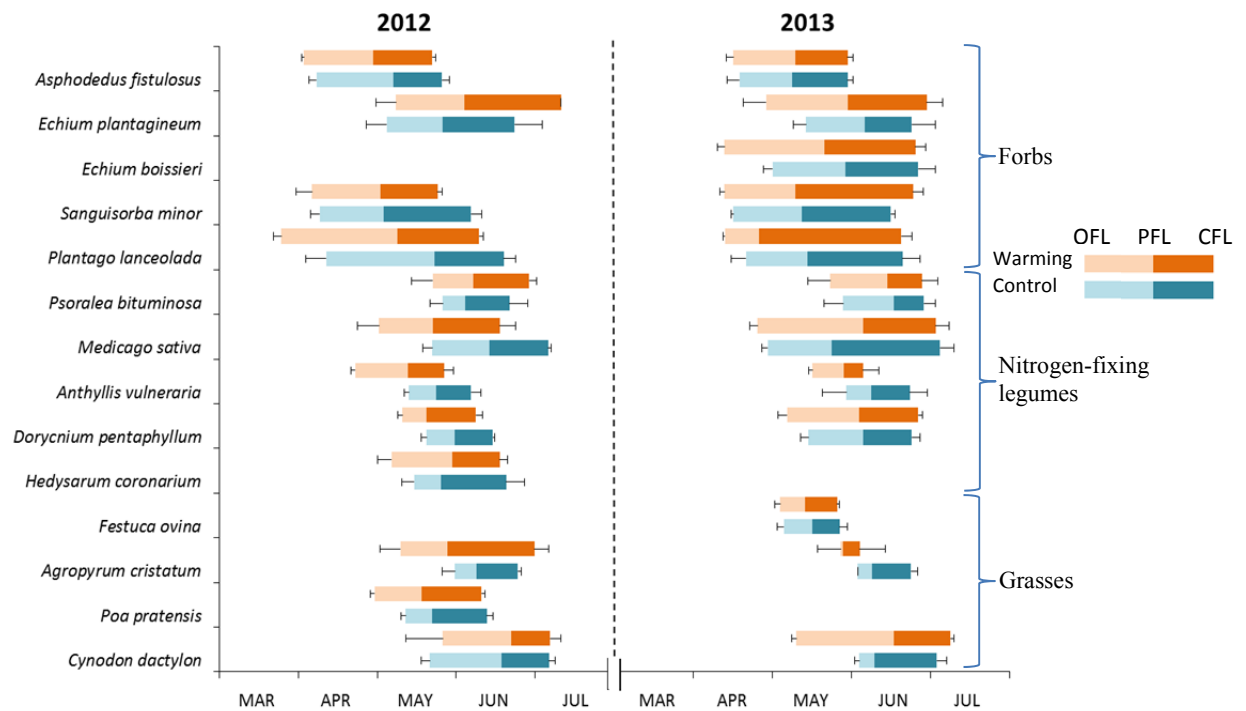 2012
2013
Asphodedus fistulosus
Echium plantagineum
Echium boissieri
Sanguisorba minor
Plantago lanceolada
Psoralea bituminosa
Medicago sativa
Anthyllis vulneraria
Dorycnium pentaphyllum
Hedysarum coronarium
Festuca ovina
Agropyrum cristatum
Poa pratensis
Cynodon dactylon
MAR APR MAY JUN JUL
MAR APR MAY JUN JUL
Forbs
Nitrogen-fixing
legumes
Grasses
OFL PFL CFL
Warming
Control